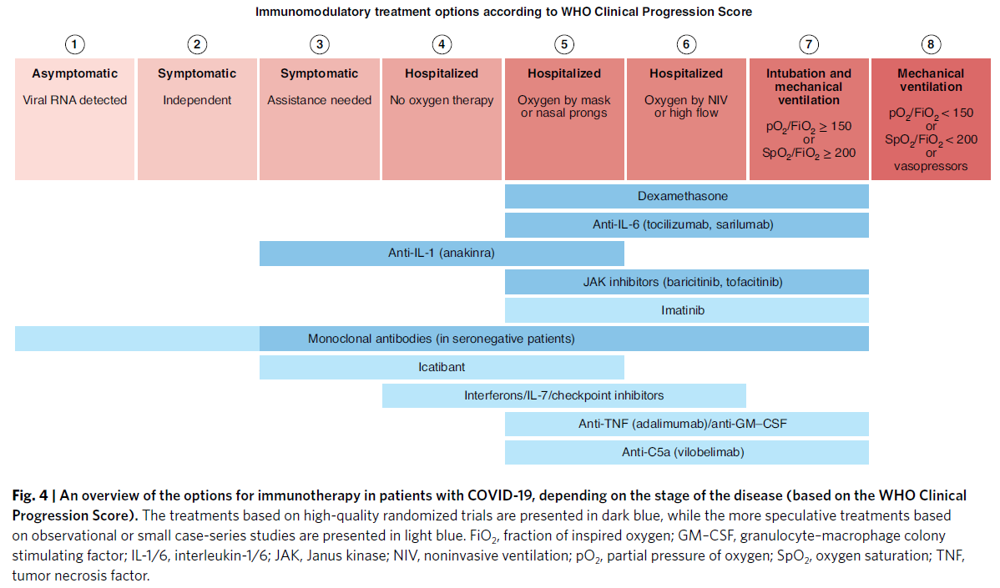 Immunomodulatory treatment options according to WHO Clinical Progression Score
1
2
3
4
5
6
7
8
Asymptomatic
Viral RNA detected
Symptomatic
Independent
Symptomatic
Assistance needed
Hospitalized
No oxygen therapy
Hospitalized
Oxygen by mask
or nasal prongs
Hospitalized
Oxygen by NIV
or high flow
Intubation and
mechanical
ventilation
pO₂/FiO₂ ≥ 150
or
SpO₂/FiO₂ ≥ 200
Mechanical
ventilation
pO₂/FiO₂ < 150
or
SpO₂/FiO₂ < 200
or
vasopressors
Dexamethasone
Anti-IL-6 (tocilizumab, sarilumab)
Anti-IL-1 (anakinra)
JAK inhibitors (baricitinib, tofacitinib)
Imatinib
Monoclonal antibodies (in seronegative patients)
Icatibant
Interferons/IL-7/checkpoint inhibitors
Anti-TNF (adalimumab)/anti-GM–CSF
Anti-C5a (vilobelimab)
Fig. 4 | An overview of the options for immunotherapy in patients with COVID-19, depending on the stage of the disease (based on the WHO Clinical
Progression Score). The treatments based on high-quality randomized trials are presented in dark blue, while the more speculative treatments based
on observational or small case-series studies are presented in light blue. FiO₂, fraction of inspired oxygen; GM–CSF, granulocyte–macrophage colony
stimulating factor; IL-1/6, interleukin-1/6; JAK, Janus kinase; NIV, noninvasive ventilation; pO₂, partial pressure of oxygen; SpO₂, oxygen saturation; TNF,
tumor necrosis factor.